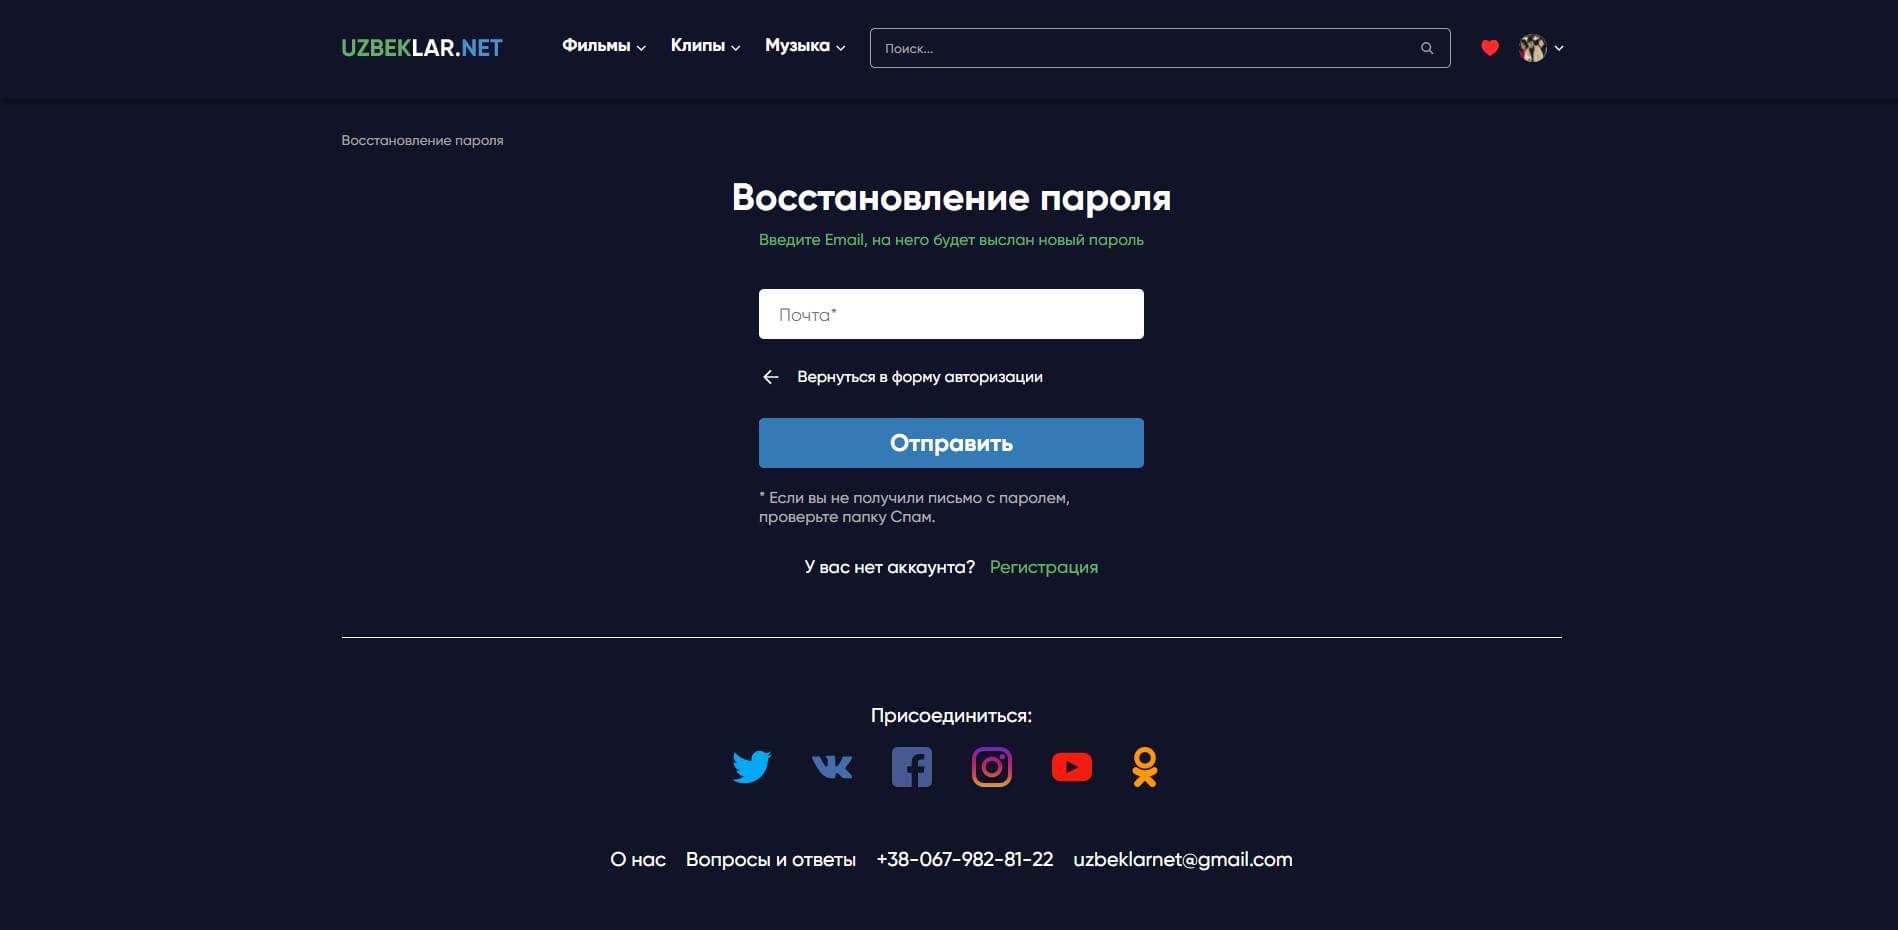 UZBEKLAR.NET
Фильмы
Клипы
Музыка
Поиск...
Восстановление пароля
Восстановление пароля
Введите Email, на него будет выслан новый пароль
Почта*
Вернуться в форму авторизации
Отправить
* Если вы не получили письмо с паролем,
проверьте папку Спам.
У вас нет аккаунта? Регистрация
Присоединиться:
О нас Вопросы и ответы +38-067-982-81-22 uzbeklarnet@gmail.com